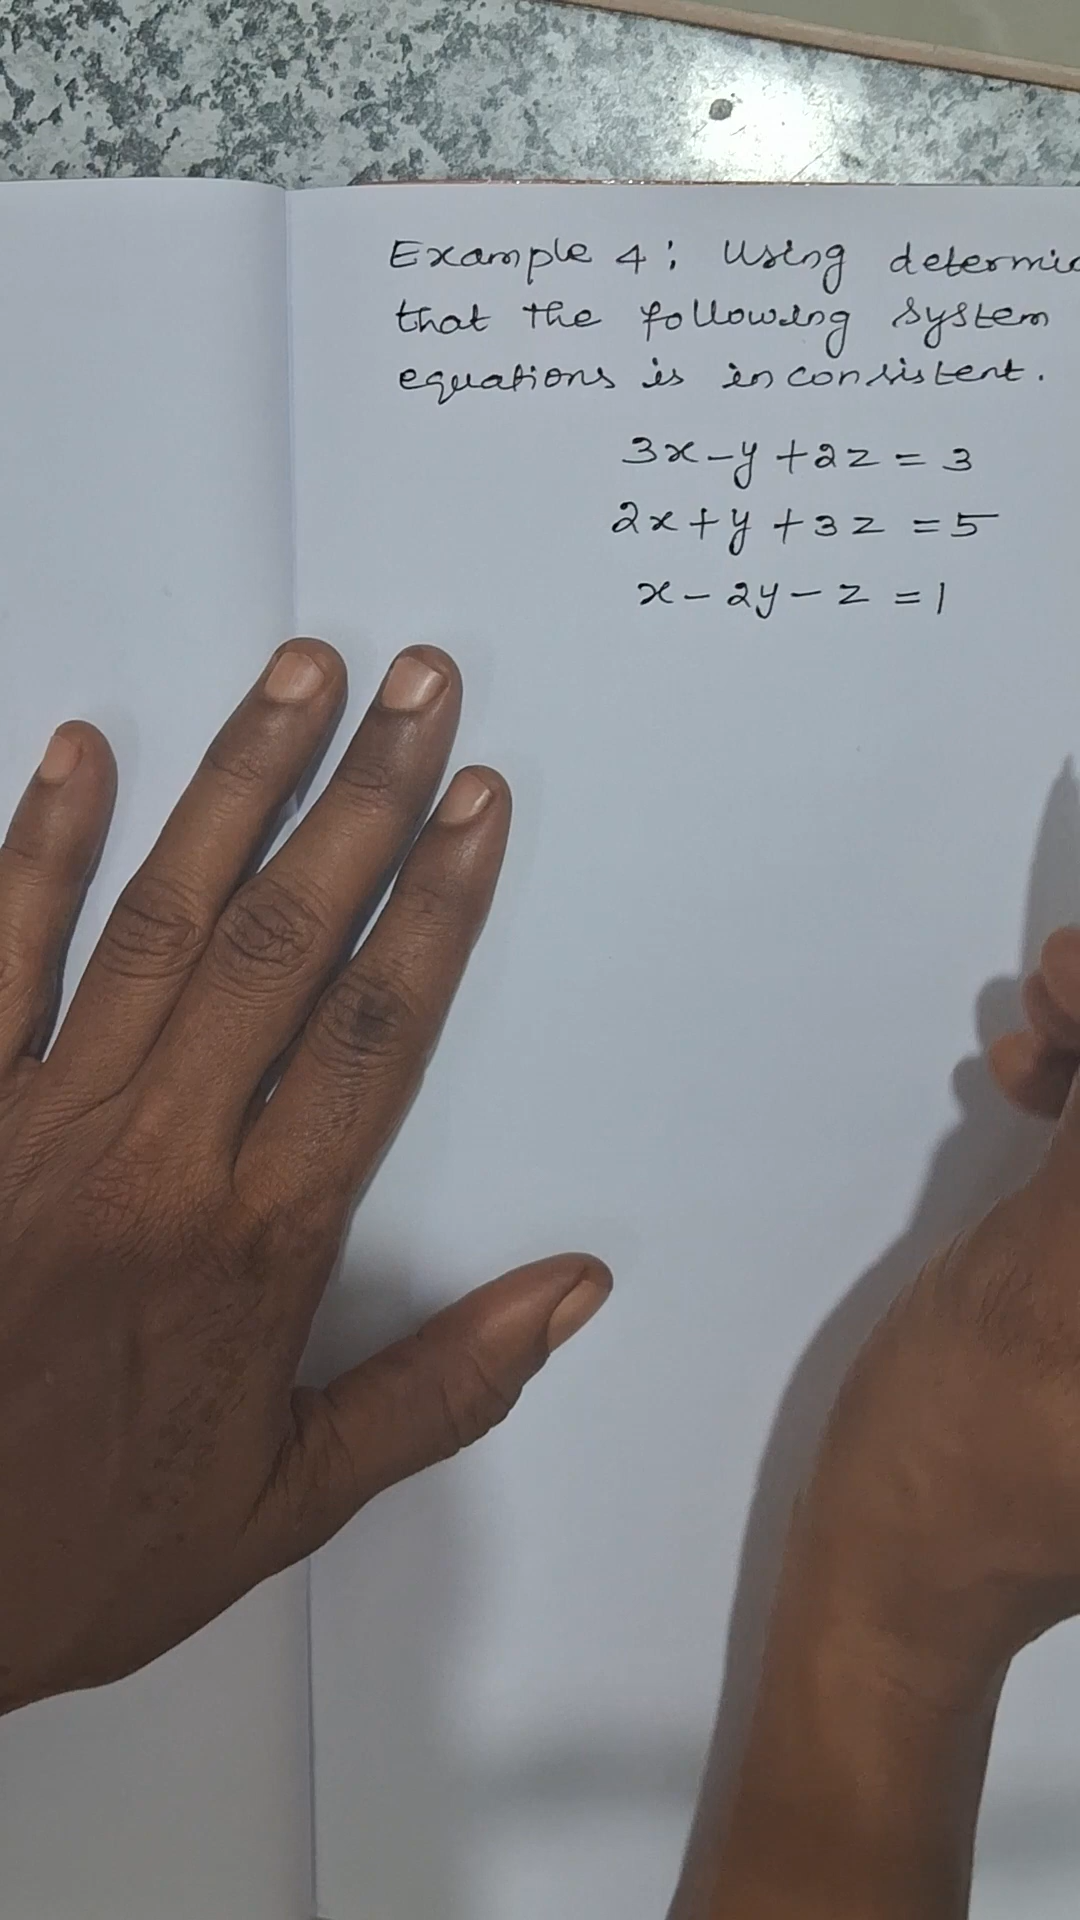 Example 4: Using
that the following system
equations is inconsistent.
3x-y+2z=3
2x+y+3z=5
x-2y-z=1